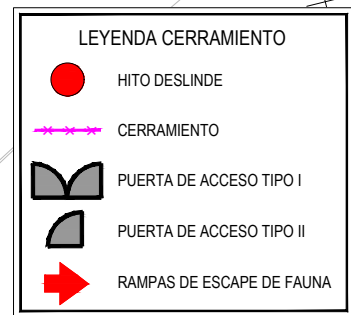 LEYENDA CERRAMIENTO
HITO DESLINDE
CERRAMIENTO
PUERTA DE ACCESO TIPO I
PUERTA DE ACCESO TIPO II
RAMPAS DE ESCAPE DE FAUNA